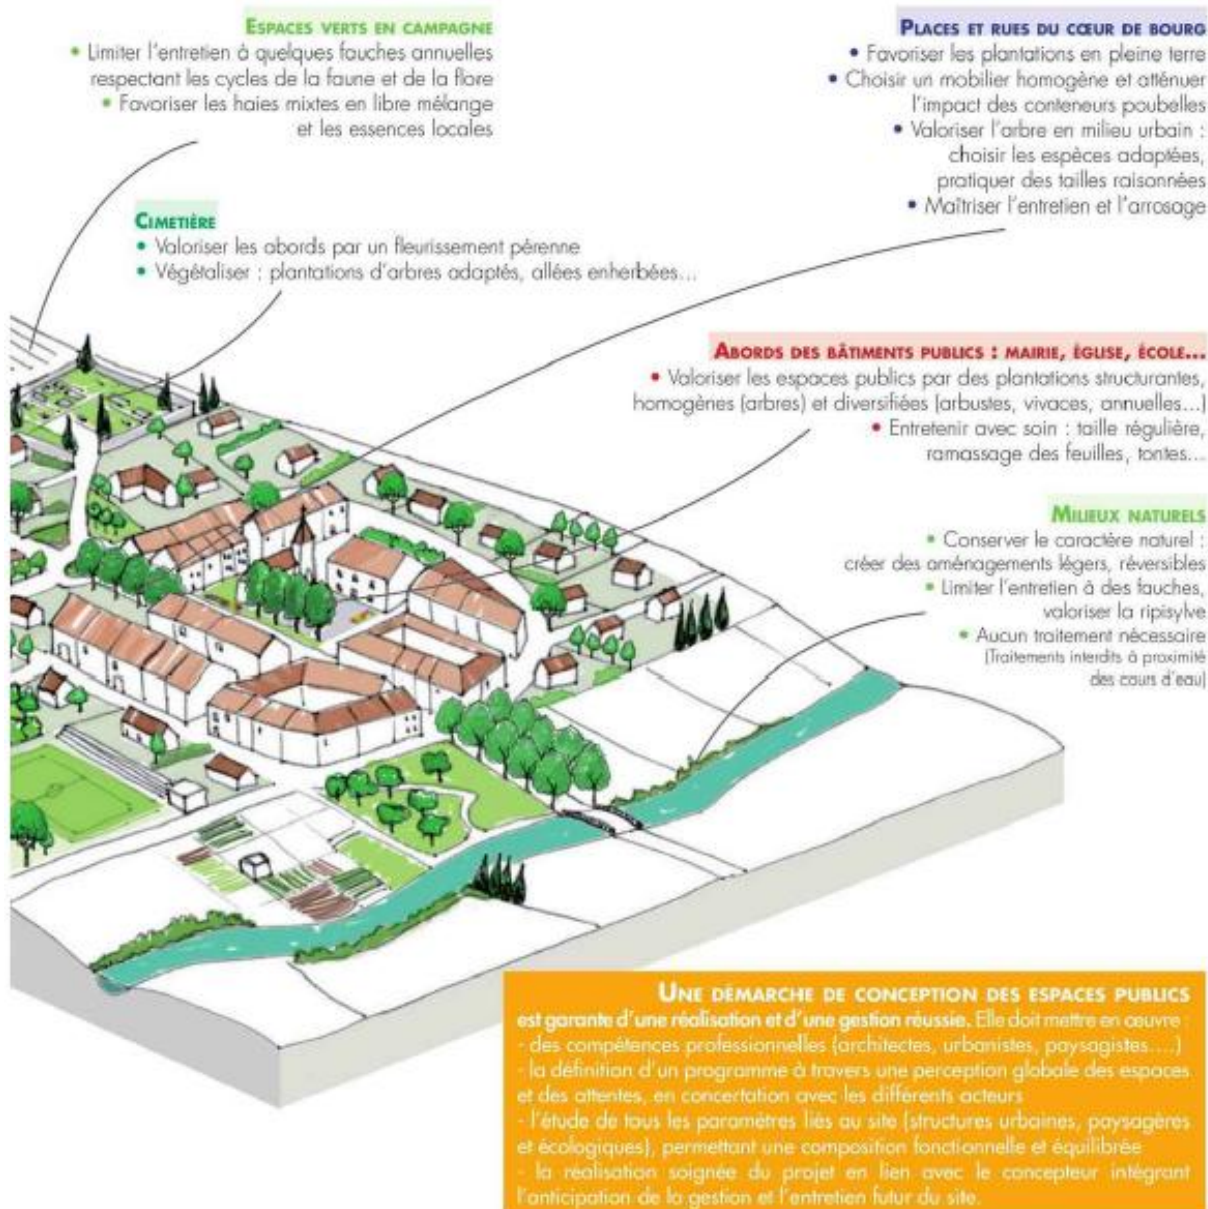 ESPACES VERTS EN CAMPAGNE
• Limiter l'entretien à quelques fauches annuelles
respectant les cycles de la faune et de la flore
• Favoriser les haies mixtes en libre mélange
et les essences locales
PLACES ET RUES DU CŒUR DE BOURG
• Favoriser les plantations en pleine terre
• Choisir un mobilier homogène et atténuer
l'impact des conteneurs poubelles
• Valoriser l'arbre en milieu urbain :
choisir les espèces adaptées,
pratiquer des tailles raisonnées
• Maîtriser l'entretien et l'arrosage
CIMETIÈRE
• Valoriser les abords par un fleurissement pérenne
• Végétaliser : plantations d'arbres adaptés, allées enherbées...
ABORDS DES BÂTIMENTS PUBLICS : MAIRIE, ÉGLISE, ÉCOLE...
• Valoriser les espaces publics par des plantations structurantes,
homogènes (arbres) et diversifiées (arbustes, vivaces, annuelles...)
• Entretenir avec soin : taille régulière,
ramassage des feuilles, tontes...
MILIEUX NATURELS
• Conserver le caractère naturel :
créer des aménagements légers, réversibles
• Limiter l'entretien à des fauches,
valoriser la ripisylve
• Aucun traitement nécessaire
(Traitements interdits à proximité
des cours d'eau)
UNE DÉMARCHE DE CONCEPTION DES ESPACES PUBLICS
est garante d'une réalisation et d'une gestion réussie. Elle doit mettre en œuvre :
- des compétences professionnelles (architectes, urbanistes, paysagistes....)
- la définition d'un programme à travers une perception globale des espaces
et des attentes, en concertation avec les différents acteurs
- l'étude de tous les paramètres liés au site (structures urbaines, paysagères
et écologiques), permettant une composition fonctionnelle et équilibrée
- la réalisation soignée du projet en lien avec le concepteur intégrant
l'anticipation de la gestion et l'entretien futur du site.